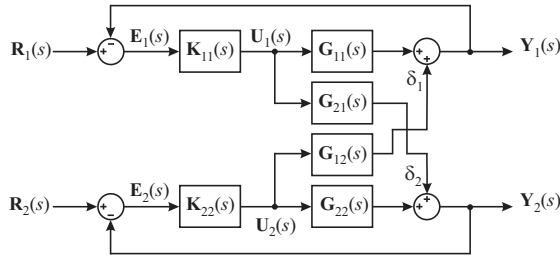 R₁(s) + − E₁(s) K₁₁(s) U₁(s) G₁₁(s) + + Y₁(s)
δ₁
G₂₁(s)
G₁₂(s)
δ₂
R₂(s) + − E₂(s) K₂₂(s) U₂(s) G₂₂(s) + + Y₂(s)